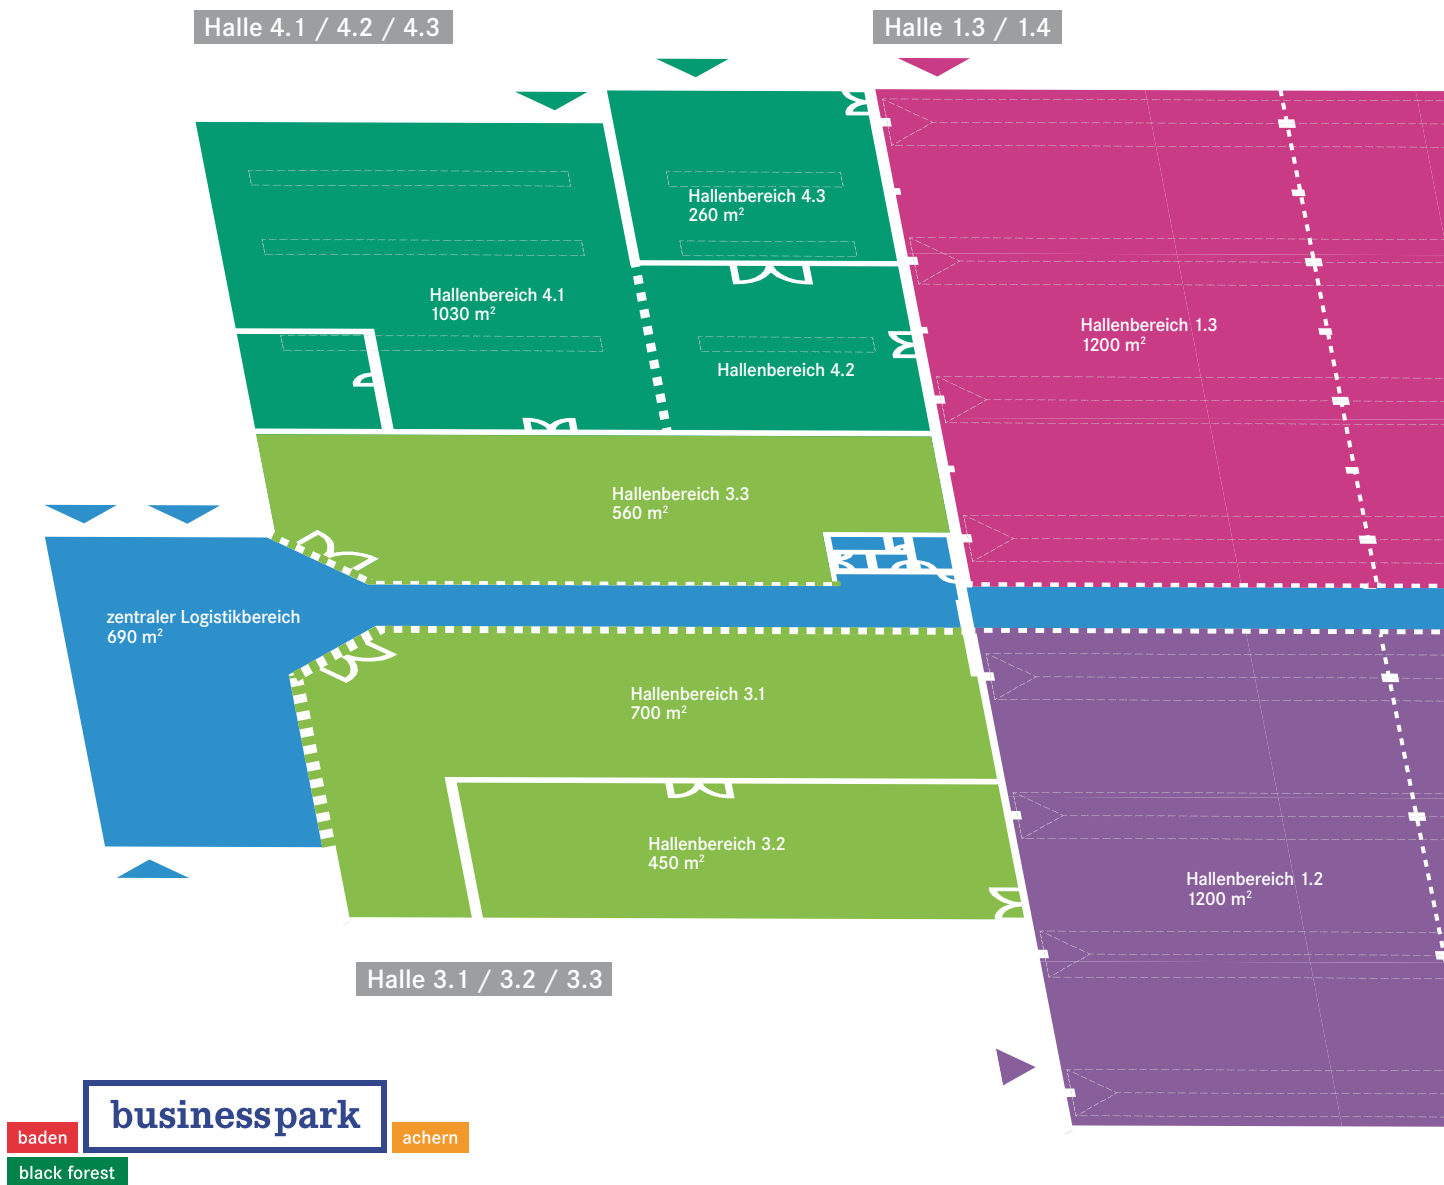 Halle 4.1 / 4.2 / 4.3
Halle 1.3 / 1.4
Hallenbereich 4.3
260 m²
Hallenbereich 4.1
1030 m²
Hallenbereich 1.3
1200 m²
Hallenbereich 4.2
Hallenbereich 3.3
560 m²
zentraler Logistikbereich
690 m²
Hallenbereich 3.1
700 m²
Hallenbereich 3.2
450 m²
Hallenbereich 1.2
1200 m²
Halle 3.1 / 3.2 / 3.3
businesspark
baden
achern
black forest